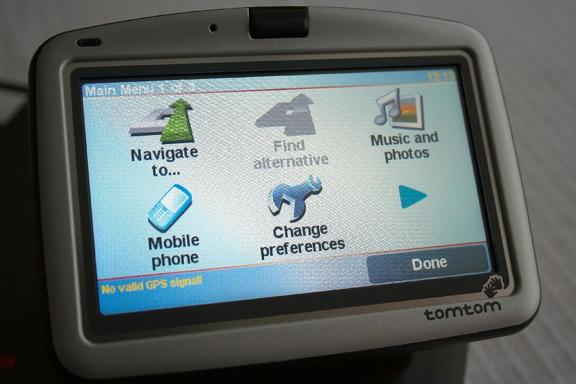 Main Menu 1 of 3
13:13
Navigate
to...
Find
alternative
Music and
photos
Mobile
phone
Change
preferences
No valid GPS signal!
Done
tomtom